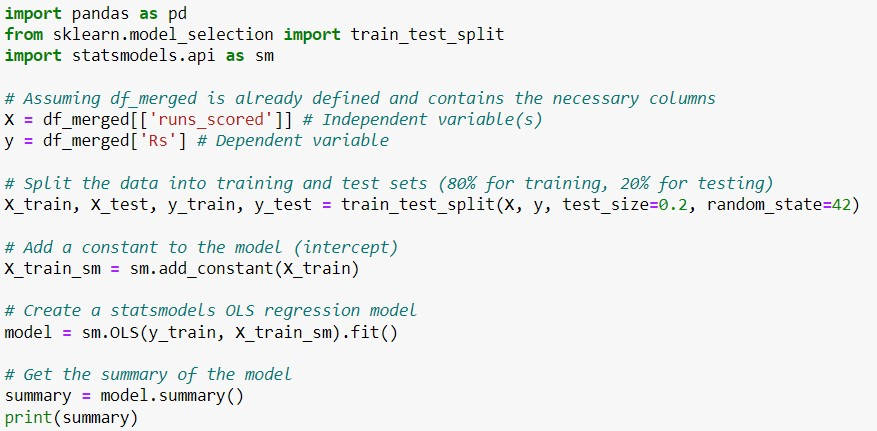 import pandas as pd
from sklearn.model_selection import train_test_split
import statsmodels.api as sm
# Assuming df_merged is already defined and contains the necessary columns
X = df_merged[['runs_scored']] # Independent variable(s)
y = df_merged['Rs'] # Dependent variable
# Split the data into training and test sets (80% for training, 20% for testing)
X_train, X_test, y_train, y_test = train_test_split(X, y, test_size=0.2, random_state=42)
# Add a constant to the model (intercept)
X_train_sm = sm.add_constant(X_train)
# Create a statsmodels OLS regression model
model = sm.OLS(y_train, X_train_sm).fit()
# Get the summary of the model
summary = model.summary()
print(summary)